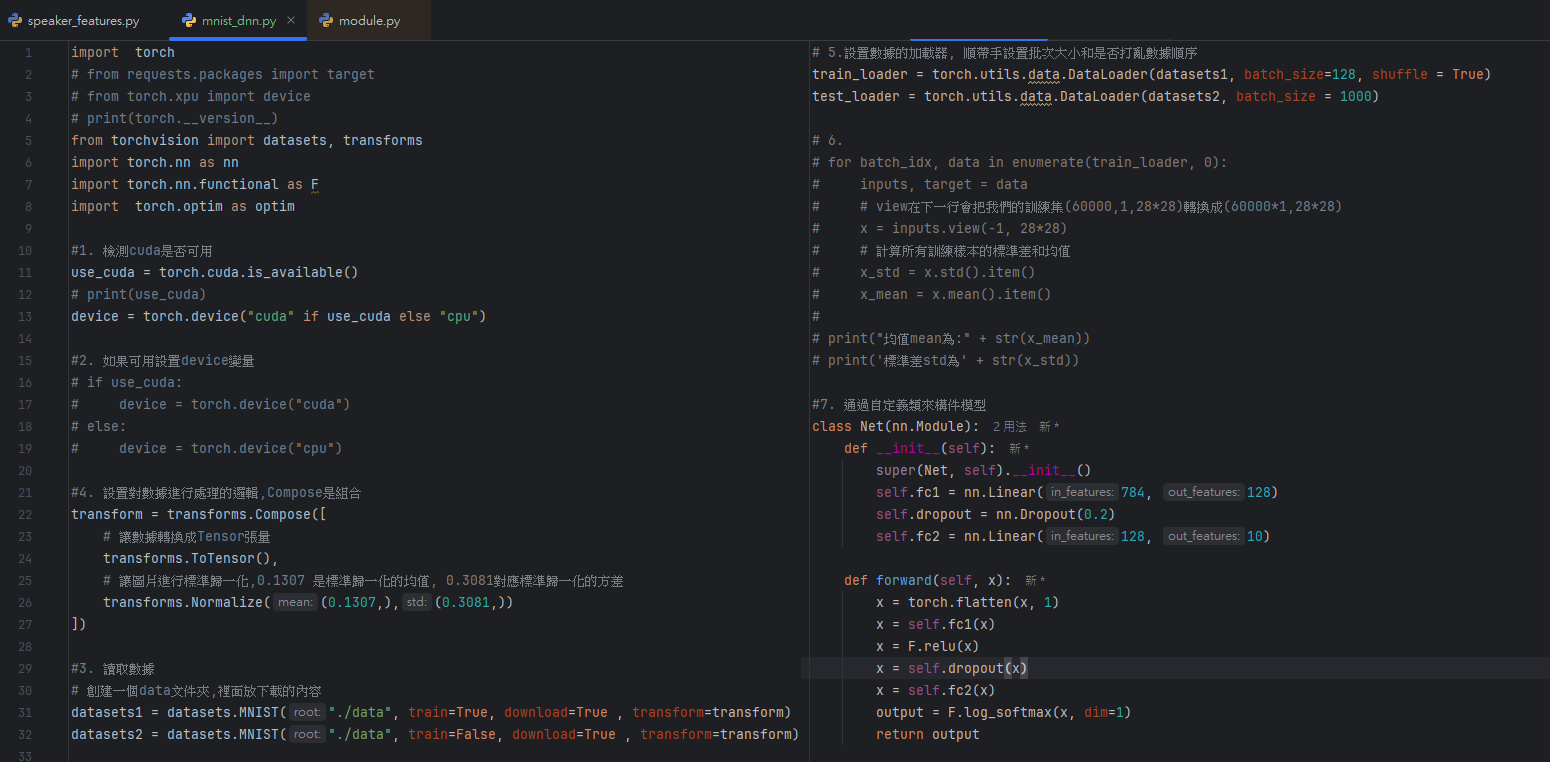 speaker_features.py mnist_dnn.py module.py
1 import  torch
2 # from requests.packages import target
3 # from torch.xpu import device
4 # print(torch.__version__)
5 from torchvision import datasets, transforms
6 import torch.nn as nn
7 import torch.nn.functional as F
8 import  torch.optim as optim
9
10 #1. 檢測cuda是否可用
11 use_cuda = torch.cuda.is_available()
12 # print(use_cuda)
13 device = torch.device("cuda" if use_cuda else "cpu")
14
15 #2. 如果可用設置device變量
16 # if use_cuda:
17 #     device = torch.device("cuda")
18 # else:
19 #     device = torch.device("cpu")
20
21 #4. 設置對數據進行處理的邏輯,Compose是組合
22 transform = transforms.Compose([
23     # 讓數據轉換成Tensor張量
24     transforms.ToTensor(),
25     # 讓圖片進行標準歸一化,0.1307 是標準歸一化的均值, 0.3081對應標準歸一化的方差
26     transforms.Normalize( mean: (0.1307,), std: (0.3081,))
27 ])
28
29 #3. 讀取數據
30 # 創建一個data文件夾,裡面放下載的內容
31 datasets1 = datasets.MNIST( root: "./data", train=True, download=True , transform=transform)
32 datasets2 = datasets.MNIST( root: "./data", train=False, download=True , transform=transform)
33
# 5.設置數據的加載器, 順帶手設置批次大小和是否打亂數據順序
train_loader = torch.utils.data.DataLoader(datasets1, batch_size=128, shuffle = True)
test_loader = torch.utils.data.DataLoader(datasets2, batch_size = 1000)

# 6.
# for batch_idx, data in enumerate(train_loader, 0):
#     inputs, target = data
#     # view在下一行會把我們的訓練集(60000,1,28*28)轉換成(60000*1,28*28)
#     x = inputs.view(-1, 28*28)
#     # 計算所有訓練樣本的標準差和均值
#     x_std = x.std().item()
#     x_mean = x.mean().item()
#
# print("均值mean為:" + str(x_mean))
# print('標準差std為' + str(x_std))

#7. 通過自定義類來構件模型
class Net(nn.Module): 2 用法 新 *
    def __init__(self): 新 *
        super(Net, self).__init__()
        self.fc1 = nn.Linear( in_features: 784, out_features: 128)
        self.dropout = nn.Dropout(0.2)
        self.fc2 = nn.Linear( in_features: 128, out_features: 10)

    def forward(self, x): 新 *
        x = torch.flatten(x, 1)
        x = self.fc1(x)
        x = F.relu(x)
        x = self.dropout(x)
        x = self.fc2(x)
        output = F.log_softmax(x, dim=1)
        return output